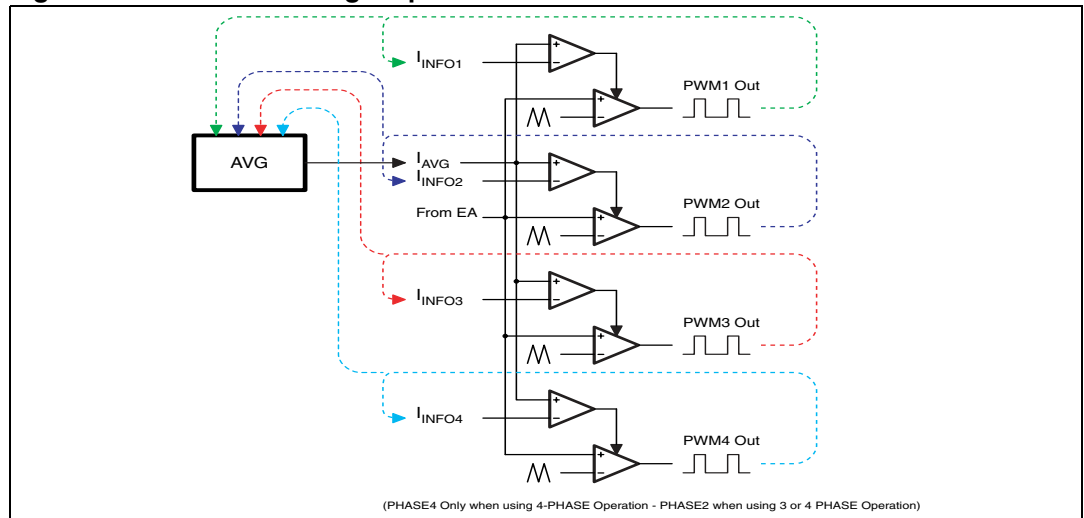 I_INFO1
PWM1 Out
AVG
I_AVG
I_INFO2
From EA
PWM2 Out
I_INFO3
PWM3 Out
I_INFO4
PWM4 Out
(PHASE4 Only when using 4-PHASE Operation - PHASE2 when using 3 or 4 PHASE Operation)